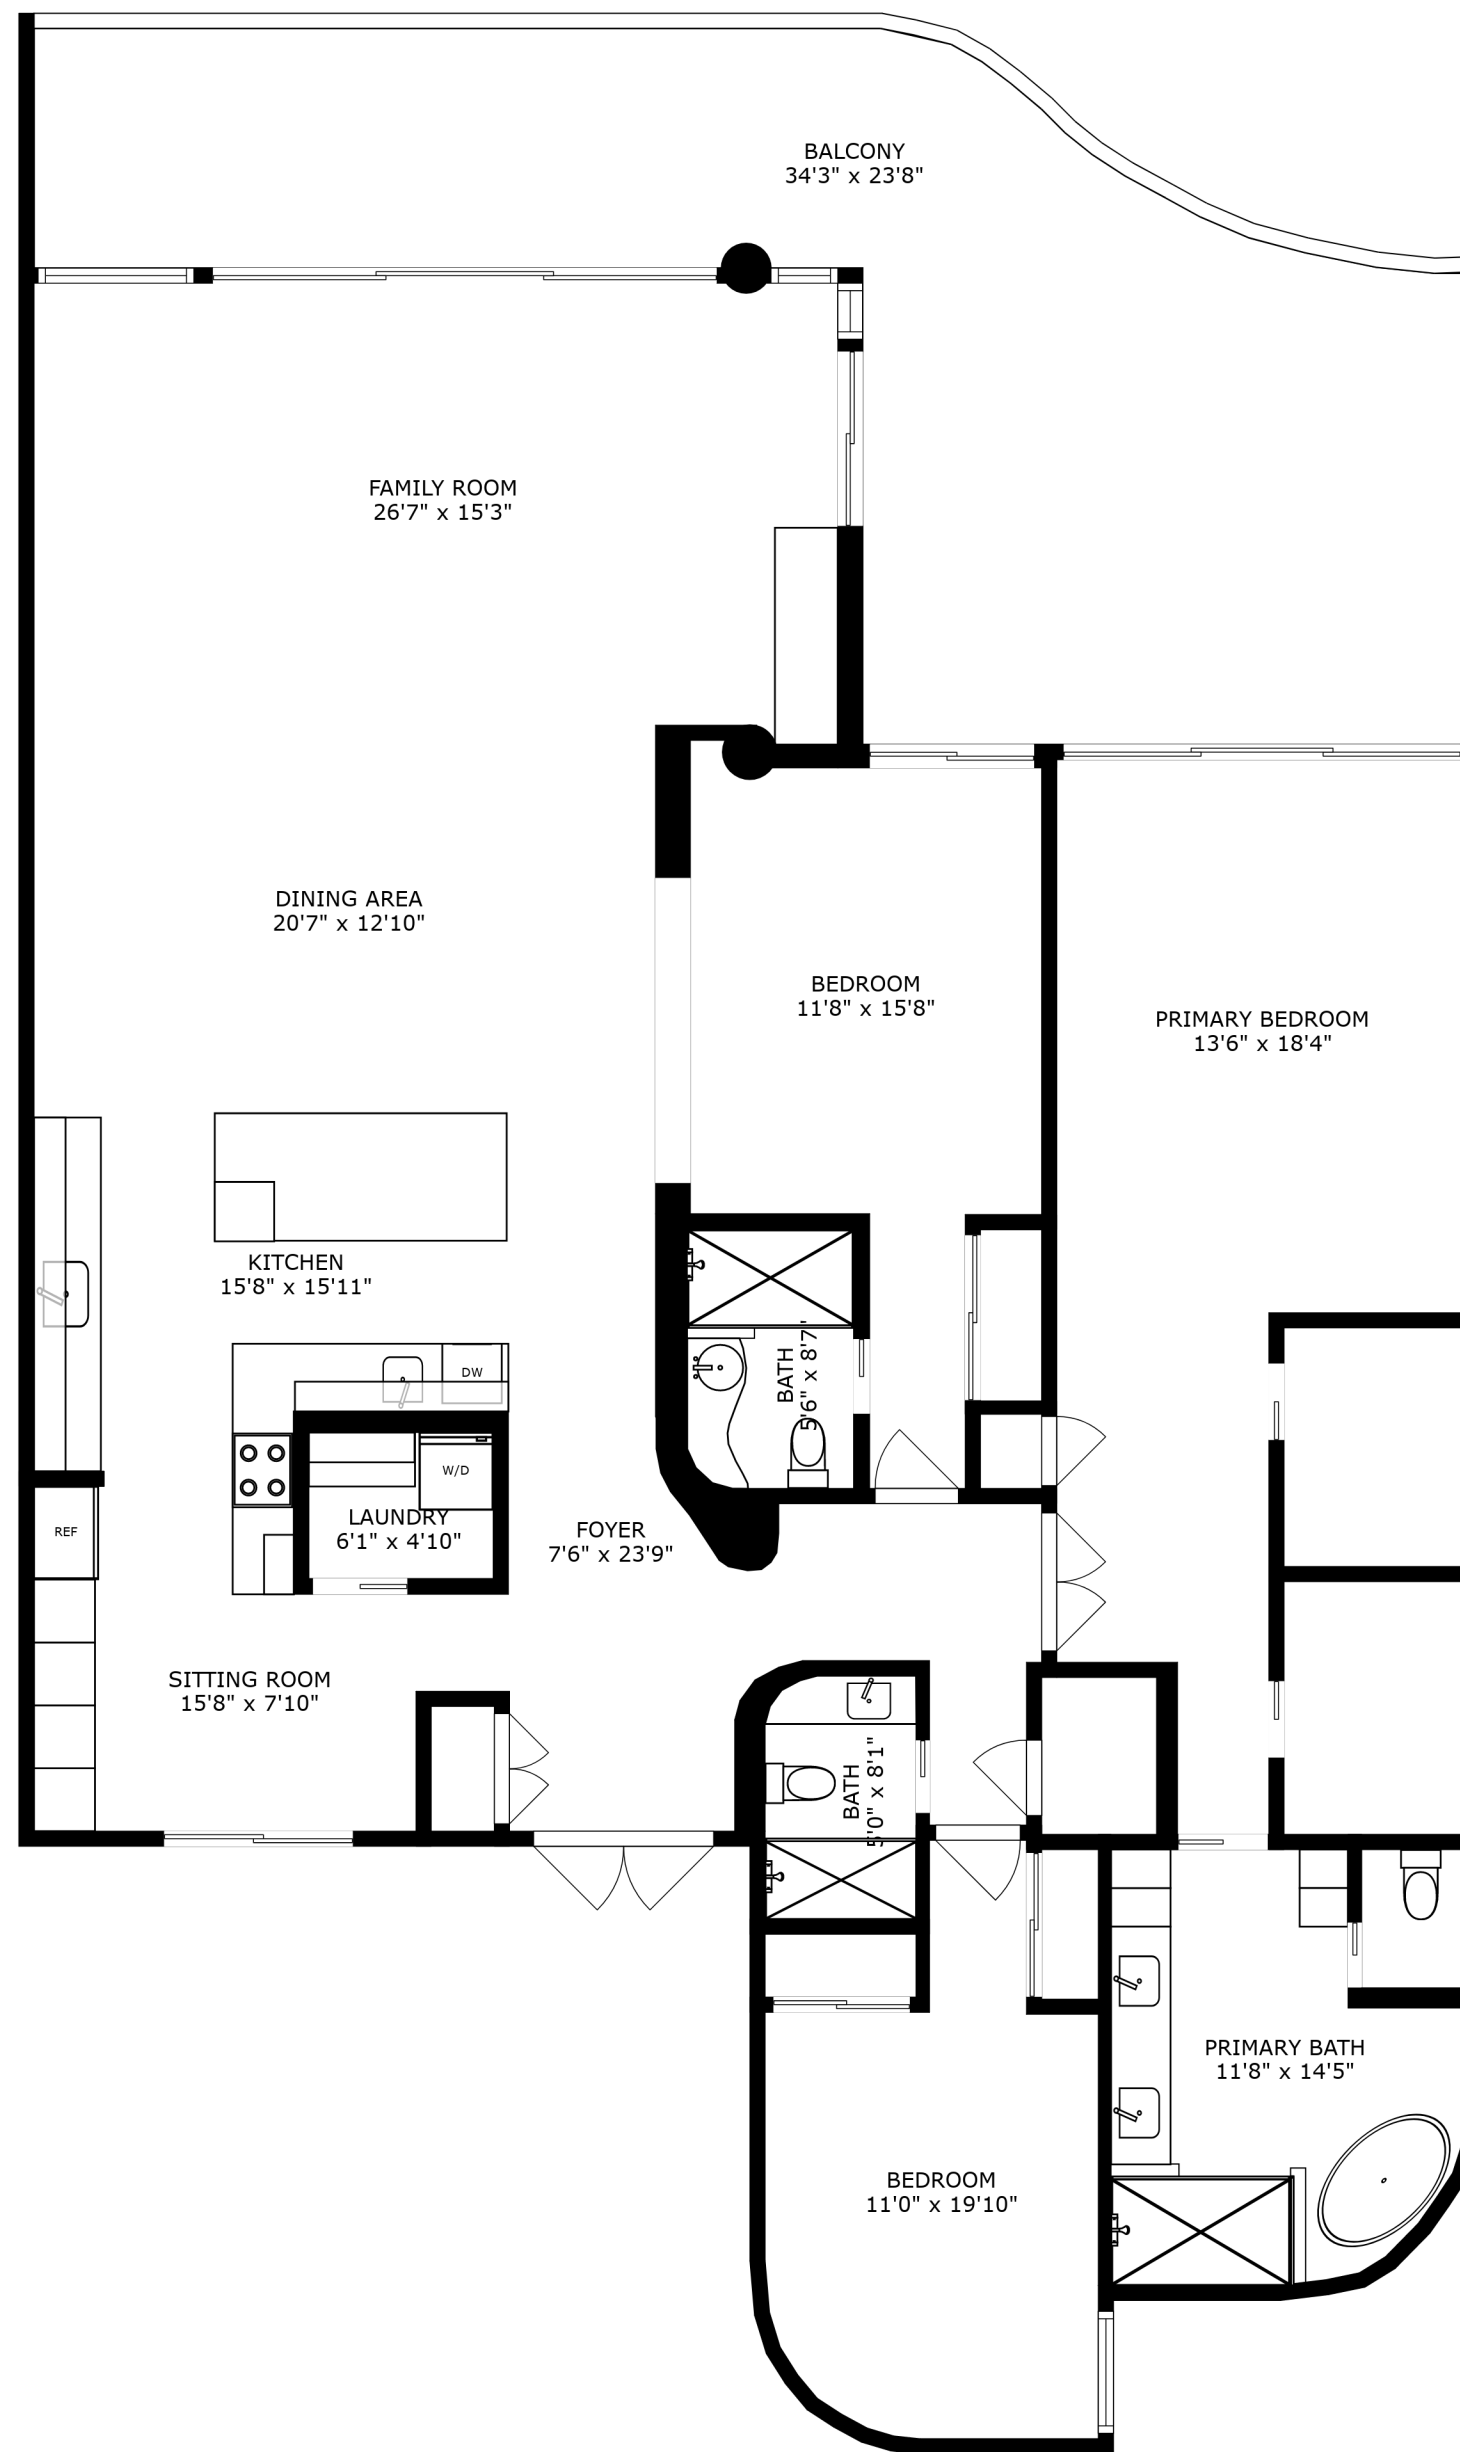 BALCONY
34'3" x 23'8"
FAMILY ROOM
26'7" x 15'3"
DINING AREA
20'7" x 12'10"
BEDROOM
11'8" x 15'8"
PRIMARY BEDROOM
13'6" x 18'4"
KITCHEN
15'8" x 15'11"
DW
BATH
5'6" x 8'7"
W/D
LAUNDRY
6'1" x 4'10"
REF
FOYER
7'6" x 23'9"
SITTING ROOM
15'8" x 7'10"
BATH
5'0" x 8'1"
PRIMARY BATH
11'8" x 14'5"
BEDROOM
11'0" x 19'10"